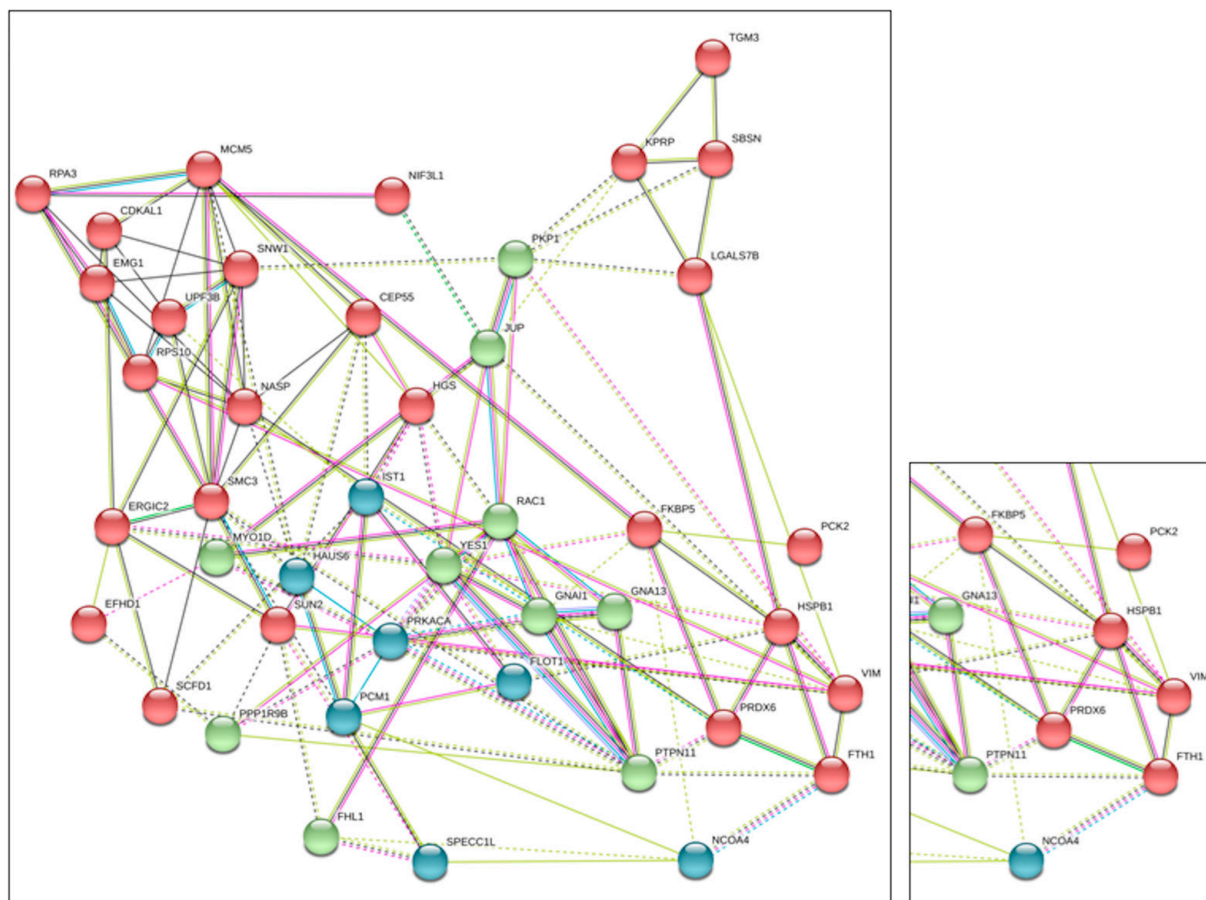 TGM3
MCM5
KPRP
SBSN
RPA3
NIF3L1
CDKAL1
PKP1
SNW1
LGALS7B
EMG1
UPF3B
CEP55
JUP
RPS10
NASP
HGS
SMC3
IST1
RAC1
FKBP5
PCK2
ERGIC2
MYO1D
HAUS6
YES1
GNAI1
GNA13
HSPB1
EFHD1
SUN2
PRKACA
FLOT1
VIM
SCFD1
PPP1R9B
PCM1
PRDX6
PTPN11
FTH1
FHL1
SPECC1L
NCOA4
FKBP5
PCK2
GNA13
HSPB1
VIM
PRDX6
PTPN11
FTH1
NCOA4